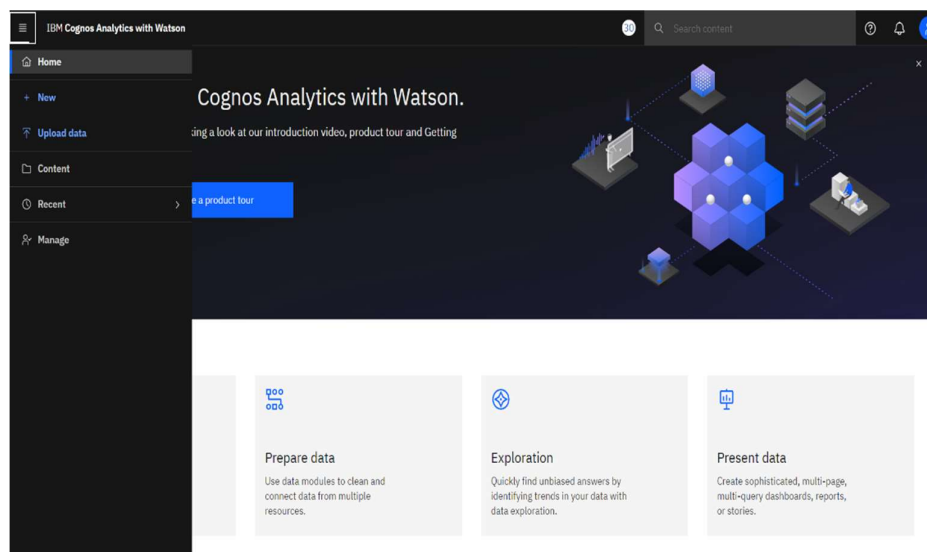 IBM Cognos Analytics with Watson
30
Search content
Home
New
Upload data
Content
Recent
Manage
Cognos Analytics with Watson.
king a look at our introduction video, product tour and Getting
e a product tour
Prepare data
Use data modules to clean and
connect data from multiple
resources.
Exploration
Quickly find unbiased answers by
identifying trends in your data with
data exploration.
Present data
Create sophisticated, multi-page,
multi-query dashboards, reports,
or stories.